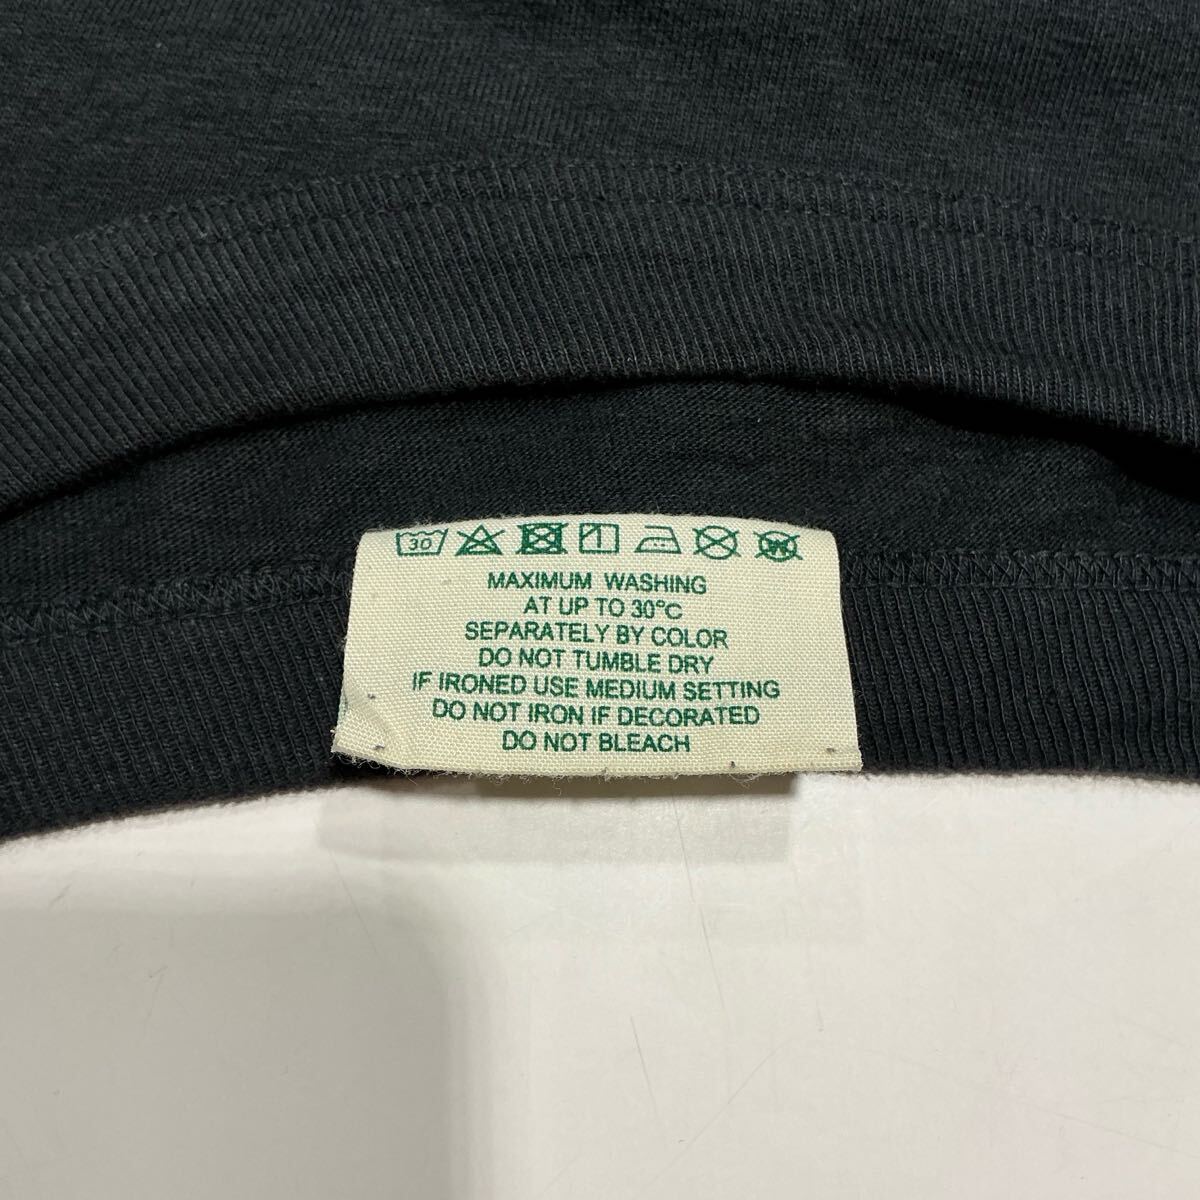 30 W
MAXIMUM WASHING
AT UP TO 30°C
SEPARATELY BY COLOR
DO NOT TUMBLE DRY
IF IRONED USE MEDIUM SETTING
DO NOT IRON IF DECORATED
DO NOT BLEACH